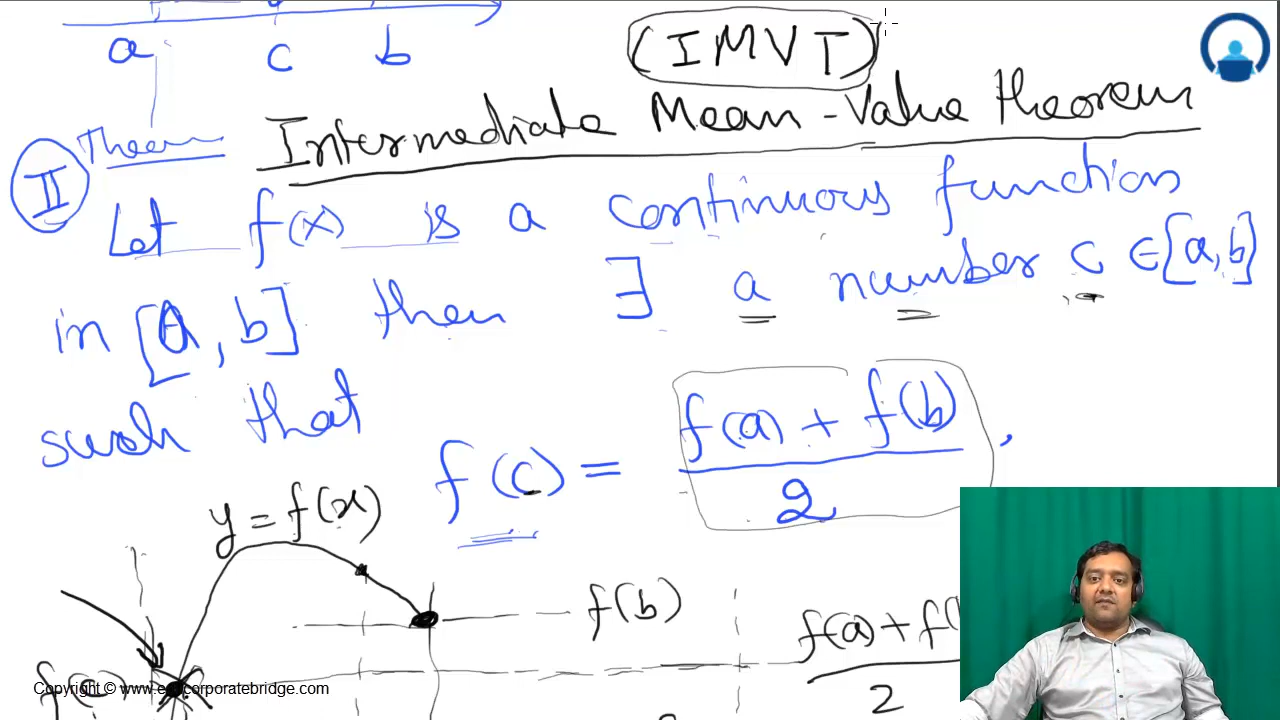 a c b
(IMVT)
Intermediate Mean-Value theorem
II Theorem
Let f(x) is a continuous function
in [a, b] then ∃ a number c ∈ [a, b]
such that
f(c) = f(a) + f(b) / 2 ,
y = f(x)
f(b)
f(a) + f(
2
Copyright © www.educorporatebridge.com